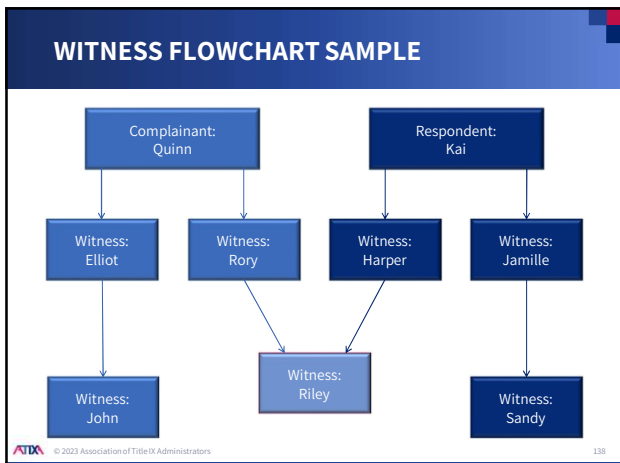 WITNESS FLOWCHART SAMPLE
Complainant:
Quinn
Respondent:
Kai
Witness:
Elliot
Witness:
Rory
Witness:
Harper
Witness:
Jamille
Witness:
Riley
Witness:
John
Witness:
Sandy
ATIXA © 2023 Association of Title IX Administrators
138